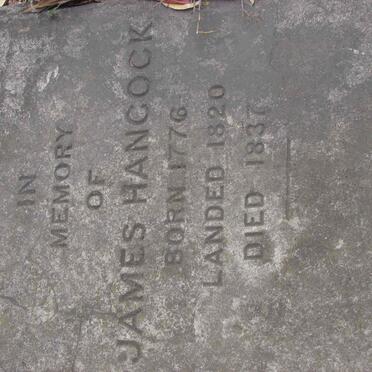 IN
MEMORY
OF
JAMES HANCOCK
BORN 1776
LANDED 1820
DIED 1837